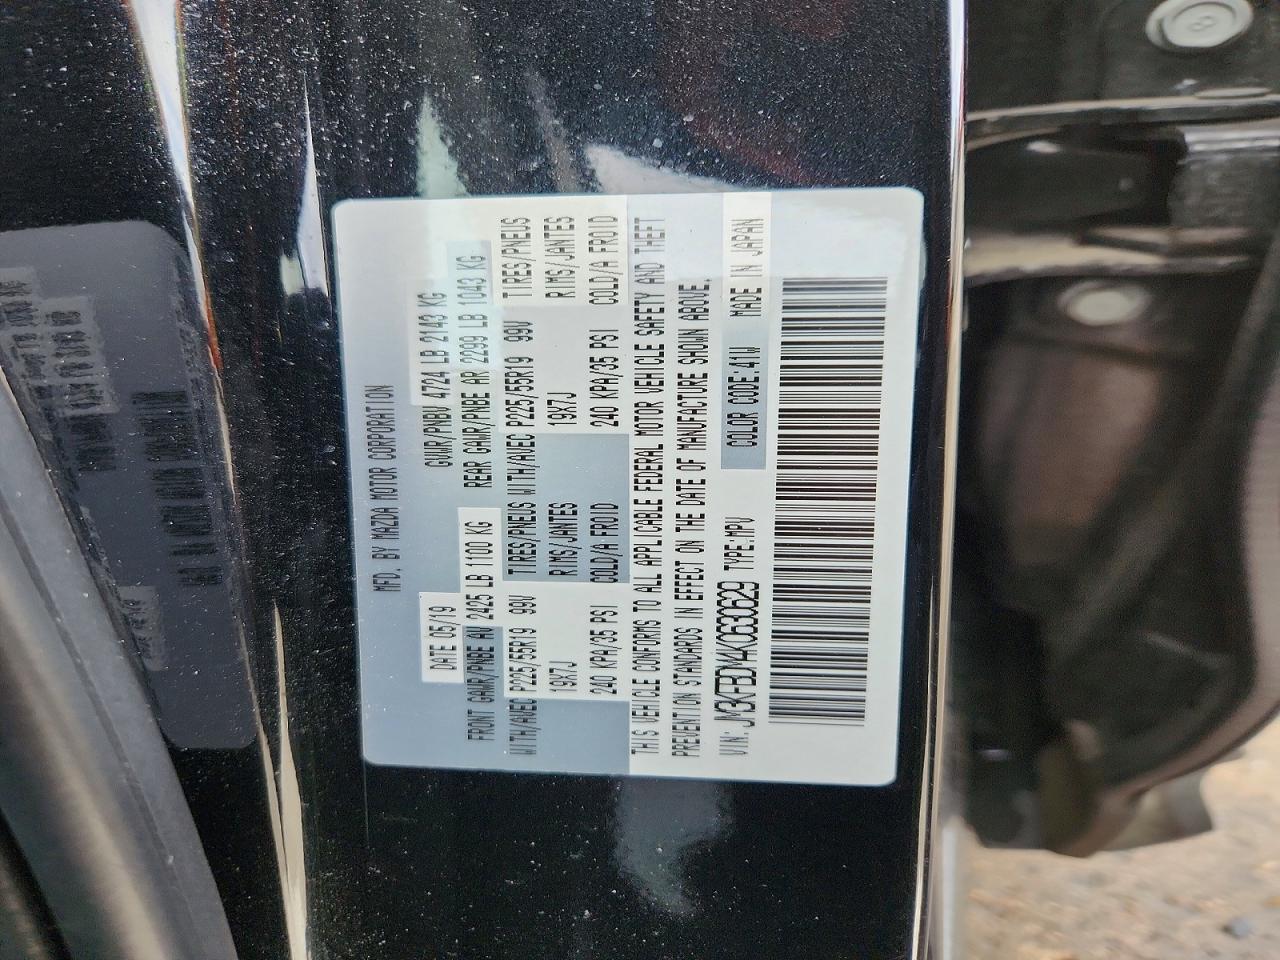 MFD. BY MAZDA MOTOR CORPORATION
DATE 05/19 GVWR/PNBV 4724 LB 2143 KG
FRONT GAWR/PNBE AV 2425 LB 1100 KG REAR GAWR/PNBE AR 2299 LB 1043 KG
WITH/AVEC P225/55R19 99V TIRES/PNEUS WITH/AVEC P225/55R19 99V TIRES/PNEUS
19X7J RIMS/JANTES 19X7J RIMS/JANTES
240 KPA/35 PSI COLD/A FROID 240 KPA/35 PSI COLD/A FROID
THIS VEHICLE CONFORMS TO ALL APPLICABLE FEDERAL MOTOR VEHICLE SAFETY AND THEFT
PREVENTION STANDARDS IN EFFECT ON THE DATE OF MANUFACTURE SHOWN ABOVE.
VIN: JM3KFBDY4K0630629 TYPE:MPV COLOR CODE:41W MADE IN JAPAN
8